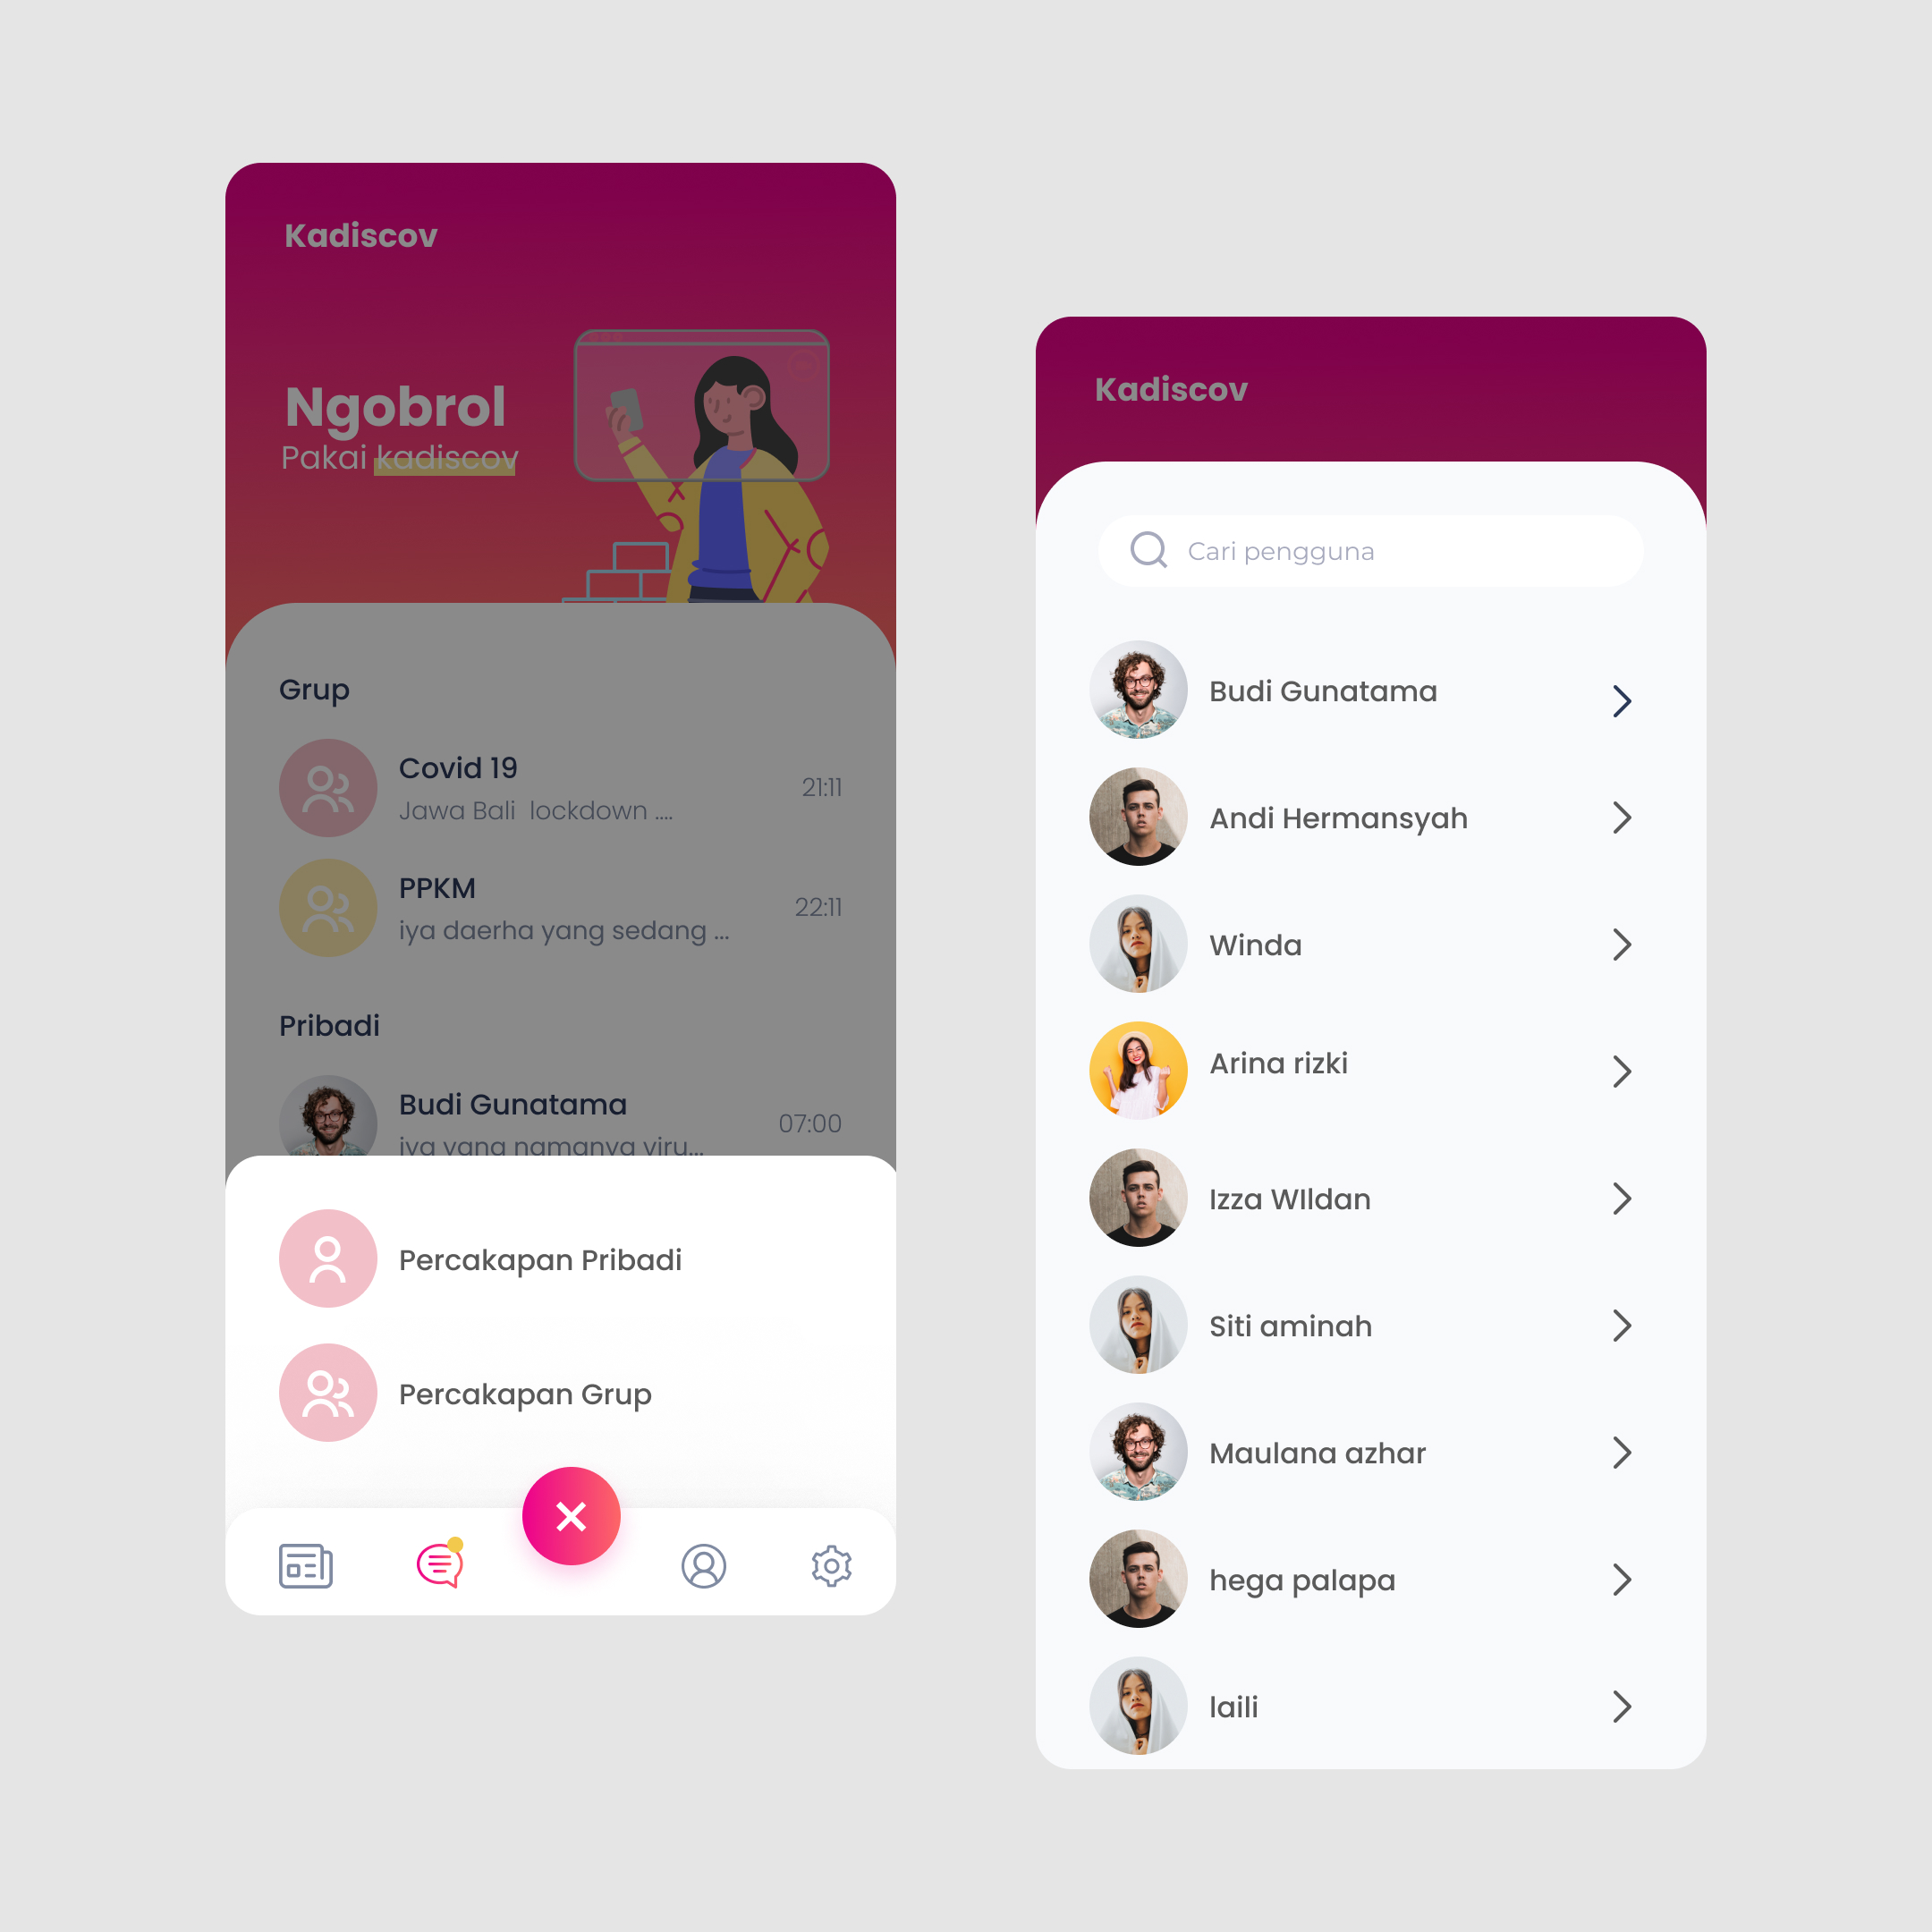 Kadiscov
Ngobrol
Pakai kadiscov
Grup
Covid 19
21:11
Jawa Bali lockdown ....
PPKM
22:11
iya daerha yang sedang ...
Pribadi
Budi Gunatama
07:00
iya yang namanya viru...
Percakapan Pribadi
Percakapan Grup
Kadiscov
Cari pengguna
Budi Gunatama
Andi Hermansyah
Winda
Arina rizki
Izza WIldan
Siti aminah
Maulana azhar
hega palapa
laili